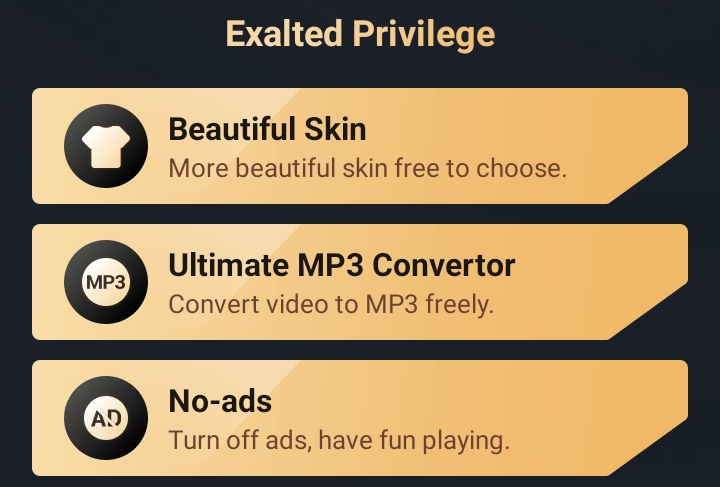 Exalted Privilege
Beautiful Skin
More beautiful skin free to choose.
MP3
Ultimate MP3 Convertor
Convert video to MP3 freely.
AD
No-ads
Turn off ads, have fun playing.